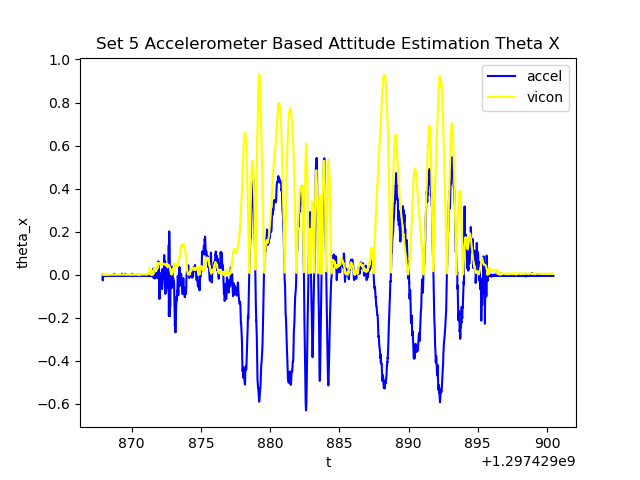 Set 5 Accelerometer Based Attitude Estimation Theta X
accel
vicon
theta_x
1.0
0.8
0.6
0.4
0.2
0.0
−0.2
−0.4
−0.6
870 875 880 885 890 895 900
t
+1.297429e9